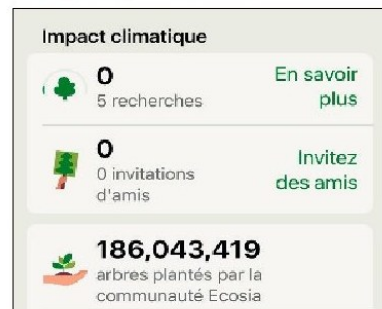 Impact climatique
0
5 recherches
En savoir
plus
0
0 invitations
d'amis
Invitez
des amis
186,043,419
arbres plantés par la
communauté Ecosia